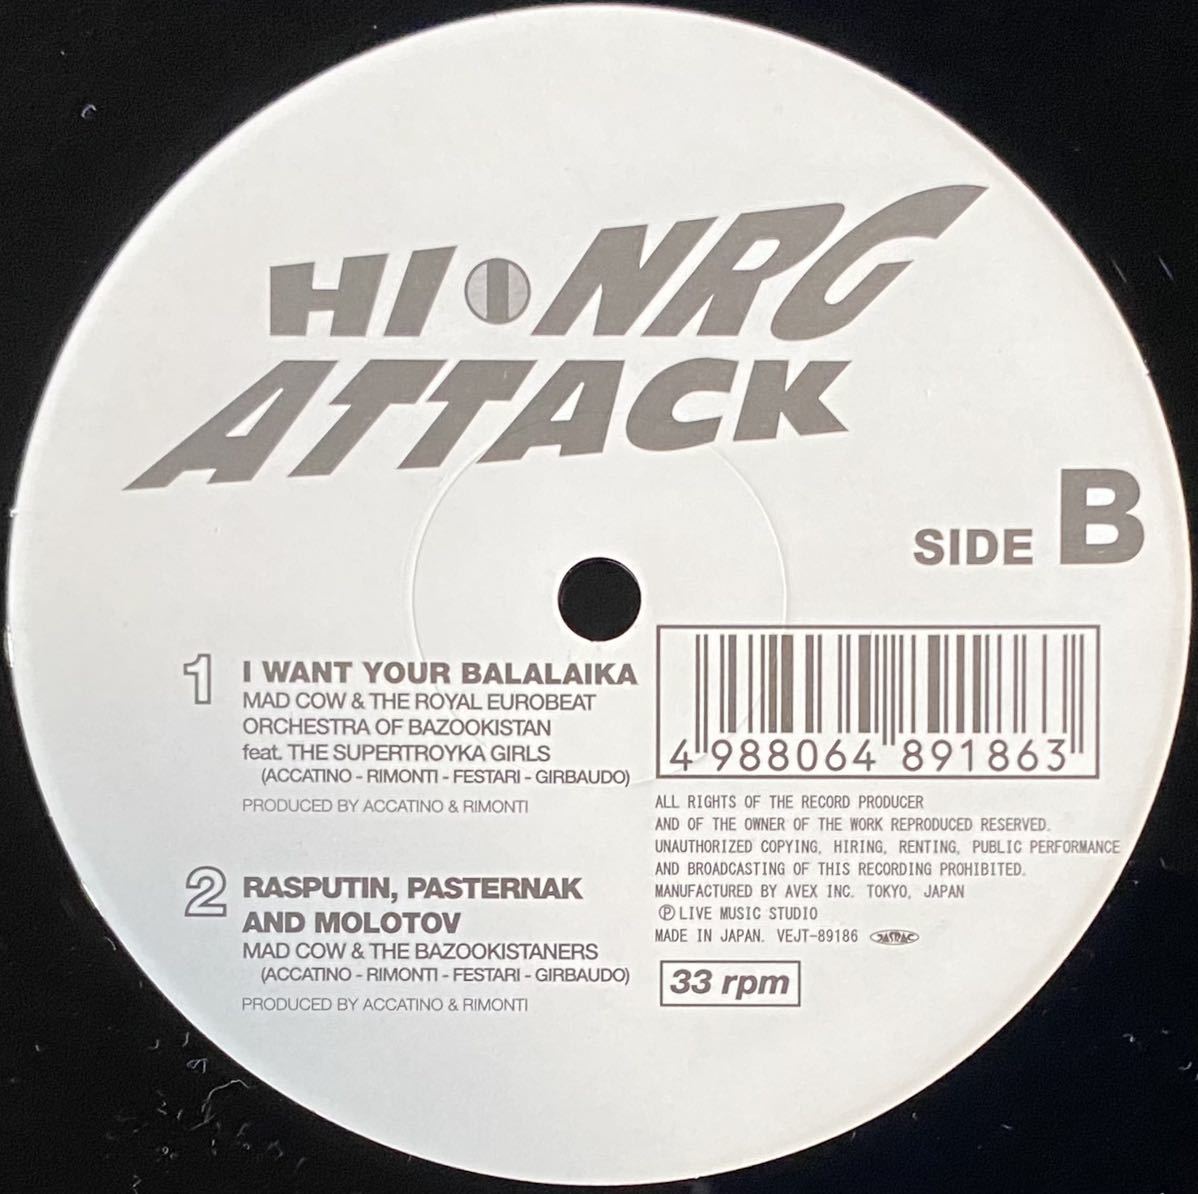 HI NRG
ATTACK
SIDE B
1 I WANT YOUR BALALAIKA
MAD COW & THE ROYAL EUROBEAT
ORCHESTRA OF BAZOOKISTAN
feat. THE SUPERTROYKA GIRLS
(ACCATINO - RIMONTI - FESTARI - GIRBAUDO)
PRODUCED BY ACCATINO & RIMONTI
2 RASPUTIN, PASTERNAK
AND MOLOTOV
MAD COW & THE BAZOOKISTANERS
(ACCATINO - RIMONTI - FESTARI - GIRBAUDO)
PRODUCED BY ACCATINO & RIMONTI
4 988064 891863
ALL RIGHTS OF THE RECORD PRODUCER
AND OF THE OWNER OF THE WORK REPRODUCED RESERVED.
UNAUTHORIZED COPYING, HIRING, RENTING, PUBLIC PERFORMANCE
AND BROADCASTING OF THIS RECORDING PROHIBITED.
MANUFACTURED BY AVEX INC. TOKYO, JAPAN
Ⓟ LIVE MUSIC STUDIO
MADE IN JAPAN. VEJT-89186 JASRAC
33 rpm